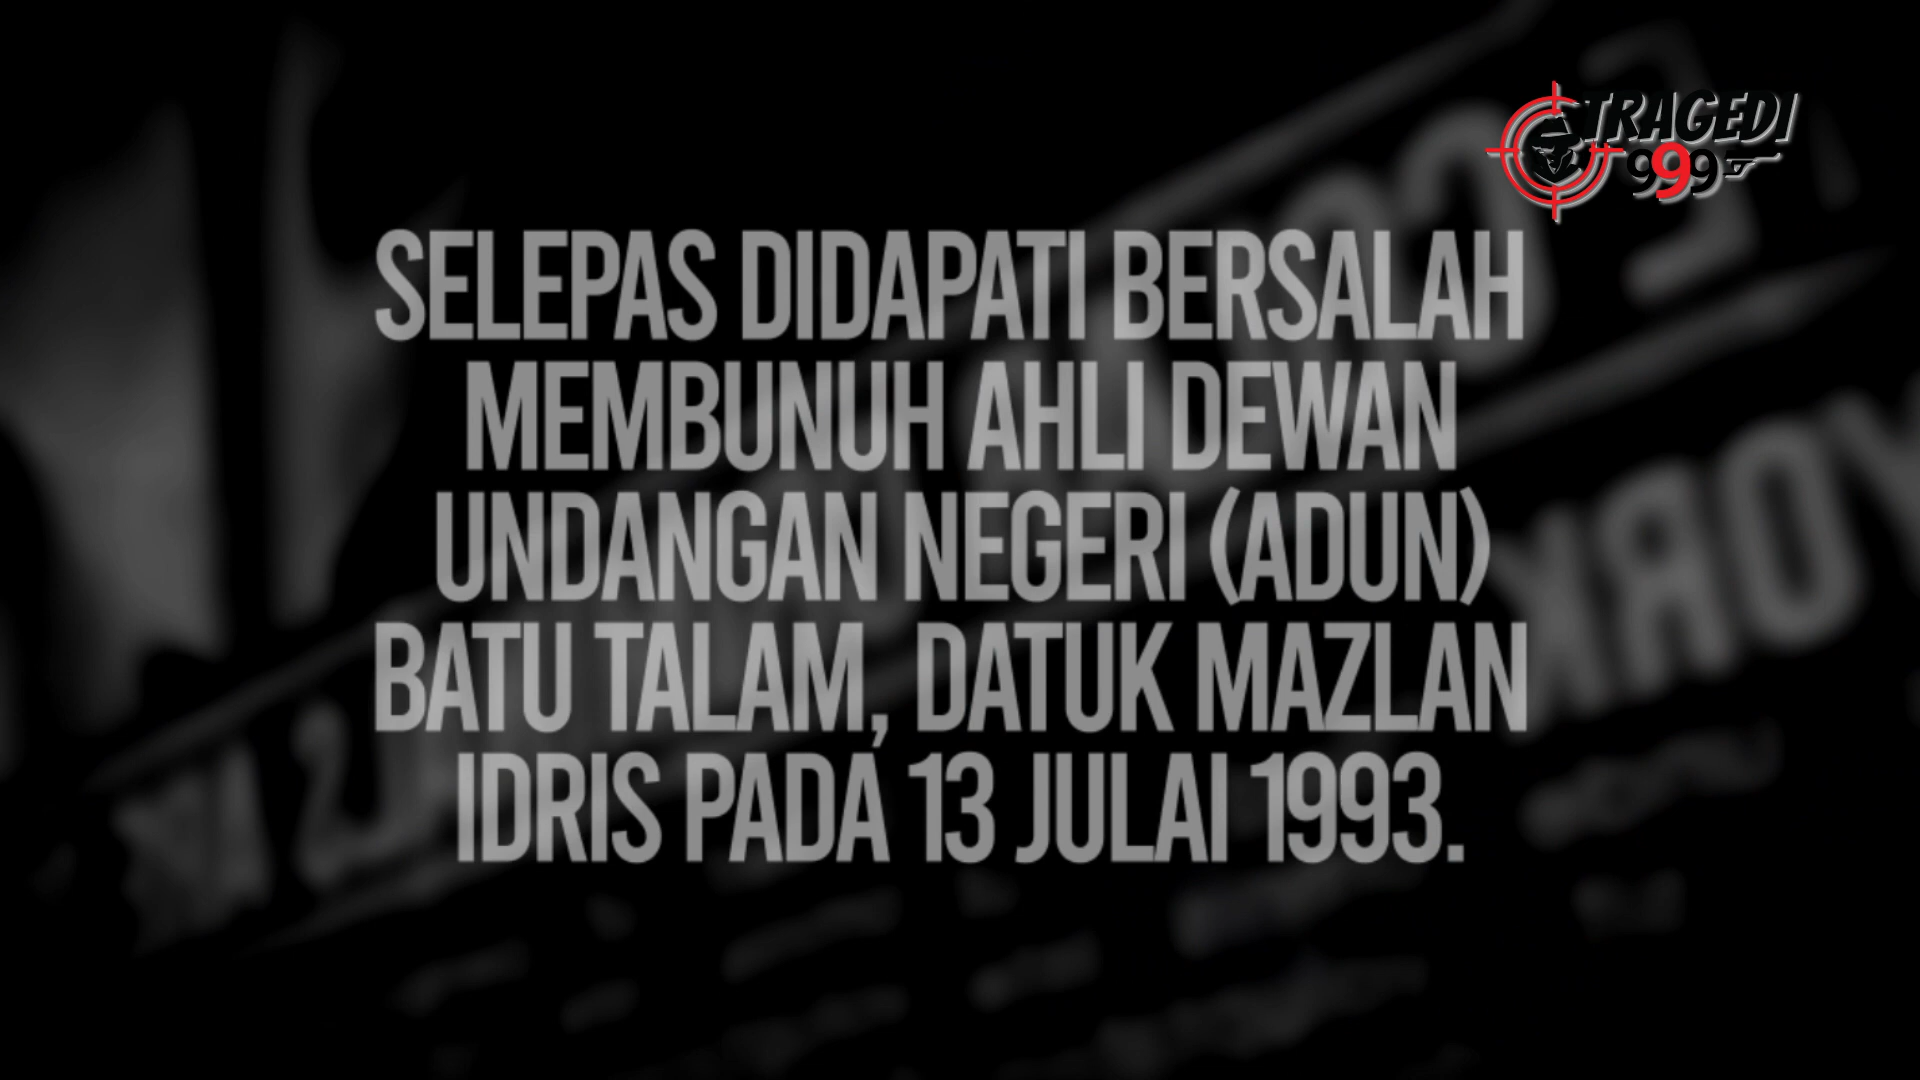 TRAGEDI
999
SELEPAS DIDAPATI BERSALAH
MEMBUNUH AHLI DEWAN
UNDANGAN NEGERI (ADUN)
BATU TALAM, DATUK MAZLAN
IDRIS PADA 13 JULAI 1993.
YORK